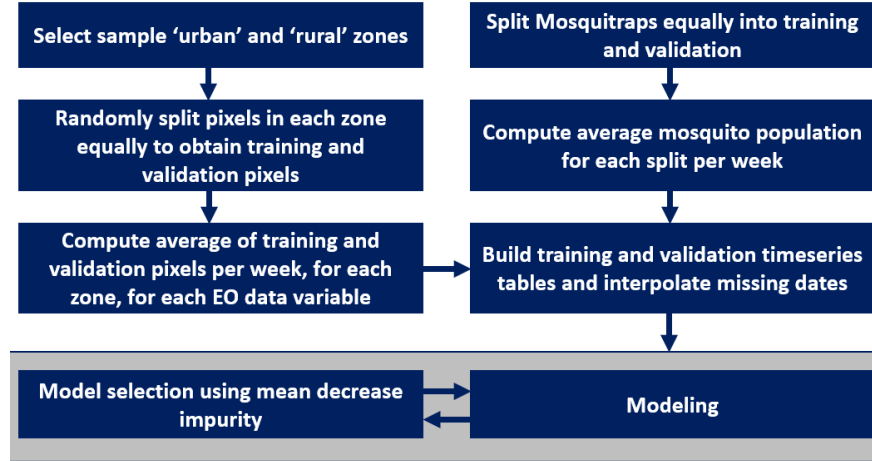 Select sample ‘urban’ and ‘rural’ zones
Randomly split pixels in each zone
equally to obtain training and
validation pixels
Compute average of training and
validation pixels per week, for each
zone, for each EO data variable
Split Mosquitraps equally into training
and validation
Compute average mosquito population
for each split per week
Build training and validation timeseries
tables and interpolate missing dates
Model selection using mean decrease
impurity
Modeling